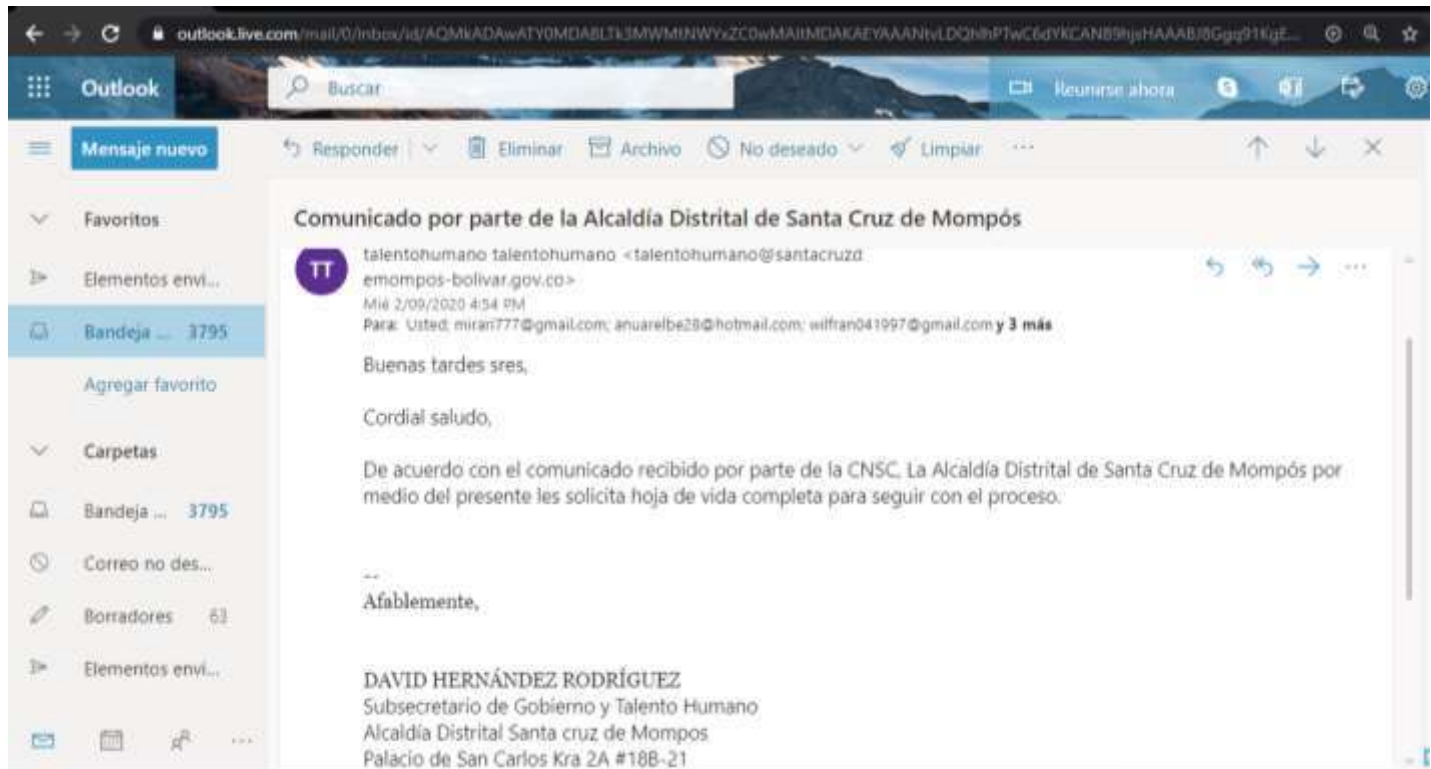 outlook.live.com
Outlook
Buscar
Reunirse ahora
Mensaje nuevo
Responder
Eliminar
Archivo
No deseado
Limpiar
...
Favoritos
Elementos envi...
Bandeja ... 3795
Agregar favorito
Carpetas
Bandeja ... 3795
Correo no des...
Borradores 63
Elementos envi...
...
Comunicado por parte de la Alcaldía Distrital de Santa Cruz de Mompós
TT
talentohumano talentohumano <talentohumano@santacruzd
emompos-bolivar.gov.co>
Mié 2/09/2020 4:54 PM
Para: Usted; miran777@gmail.com; anuarelbe28@hotmail.com; wilfran041997@gmail.com y 3 más
Buenas tardes sres,
Cordial saludo,
De acuerdo con el comunicado recibido por parte de la CNSC, La Alcaldía Distrital de Santa Cruz de Mompós por
medio del presente les solicita hoja de vida completa para seguir con el proceso.
--
Afablemente,
DAVID HERNÁNDEZ RODRÍGUEZ
Subsecretario de Gobierno y Talento Humano
Alcaldía Distrital Santa cruz de Mompos
Palacio de San Carlos Kra 2A #18B-21